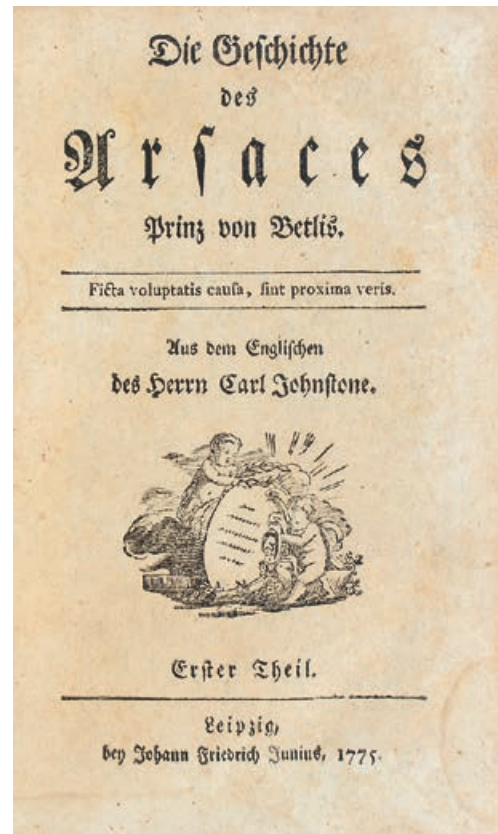 Die Geſchichte
des
Arſaces
Prinz von Betlis.
Ficta voluptatis cauſa, ſint proxima veris.
Aus dem Engliſchen
des Herrn Carl Johnſtone.
Erſter Theil.
Leipzig,
bey Johann Friedrich Junius, 1775.